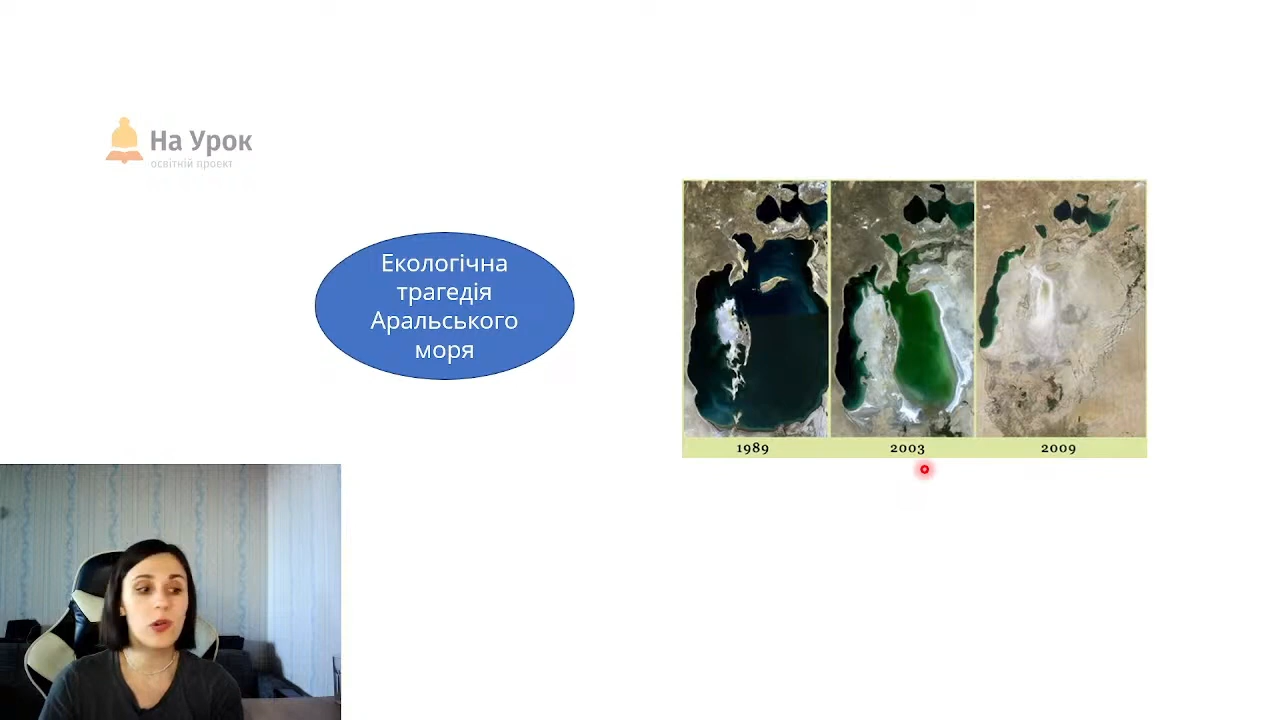 На Урок
освітній проект
Екологічна
трагедія
Аральського
моря
1989
2003
2009